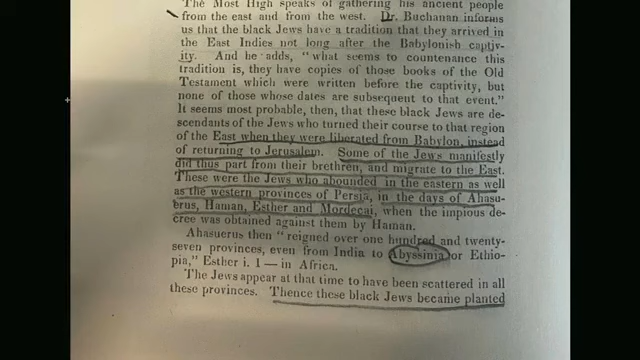 The Most High speaks of gathering his ancient people
from the east and from the west. Dr. Buchanan informs
us that the black Jews have a tradition that they arrived in
the East Indies not long after the Babylonish captiv-
ity. And he adds, "what seems to countenance this
tradition is, they have copies of those books of the Old
Testament which were written before the captivity, but
none of those whose dates are subsequent to that event."
It seems most probable, then, that these black Jews are de-
scendants of the Jews who turned their course to that region
of the East when they were liberated from Babylon, instead
of returning to Jerusalem. Some of the Jews manifestly
did thus part from their brethren, and migrate to the East.
These were the Jews who abounded in the eastern as well
as the western provinces of Persia, in the days of Ahasu-
erus, Haman, Esther and Mordecai, when the impious de-
cree was obtained against them by Haman.
Ahasuerus then "reigned over one hundred and twenty-
seven provinces, even from India to Abyssinia or Ethio-
pia," Esther i. 1—in Africa.
The Jews appear at that time to have been scattered in all
these provinces. Thence these black Jews became planted